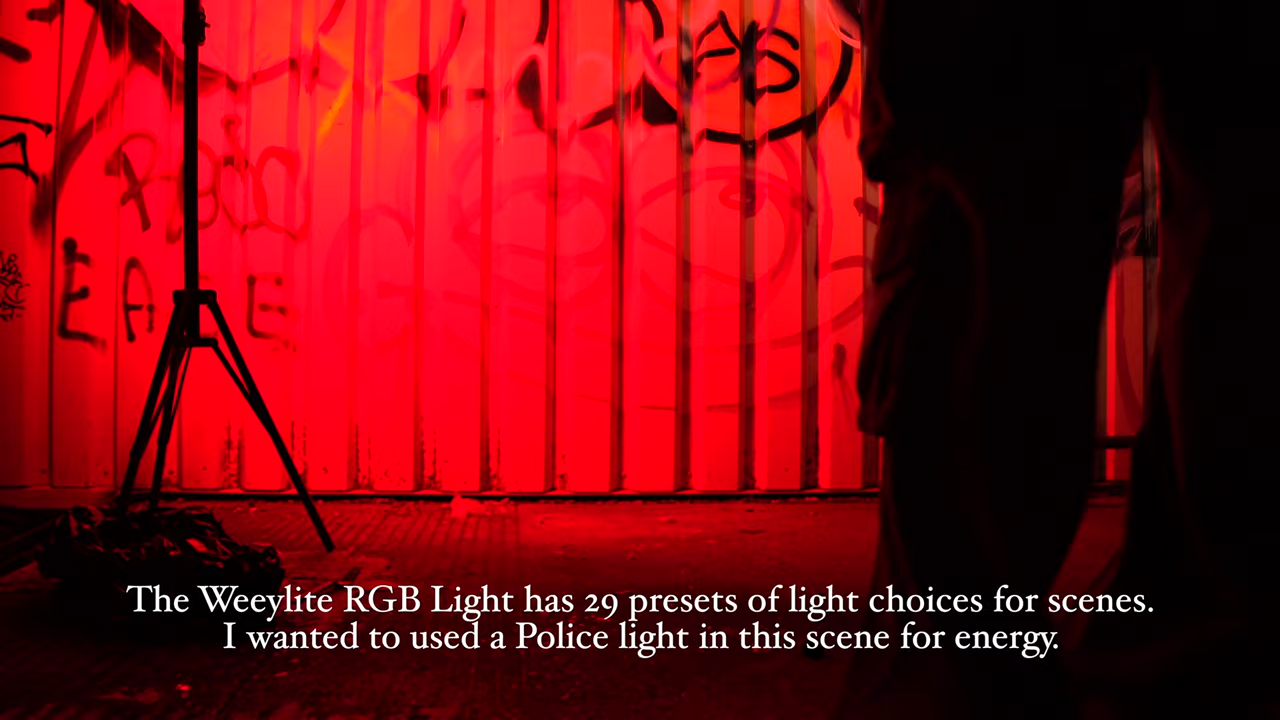 EASE
The Weeylite RGB Light has 29 presets of light choices for scenes.
I wanted to used a Police light in this scene for energy.